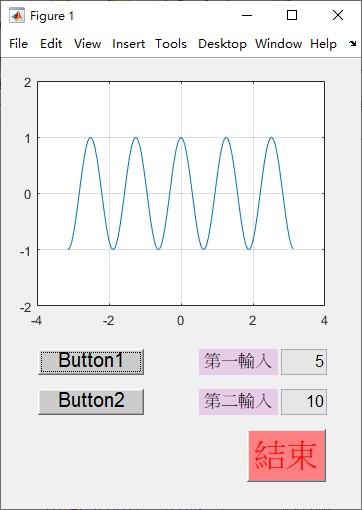 Figure 1
File Edit View Insert Tools Desktop Window Help
2
1
0
-1
-2
-4 -2 0 2 4
Button1 第一輸入 5
Button2 第二輸入 10
結束